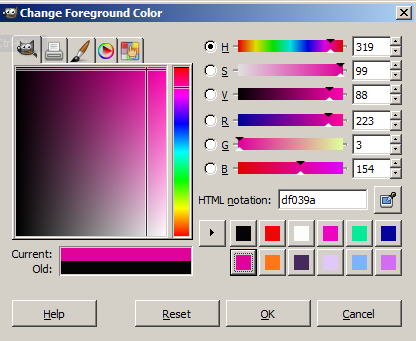 Change Foreground Color
H 319
S 99
V 88
R 223
G 3
B 154
HTML notation: df039a
Current:
Old:
Help Reset OK Cancel